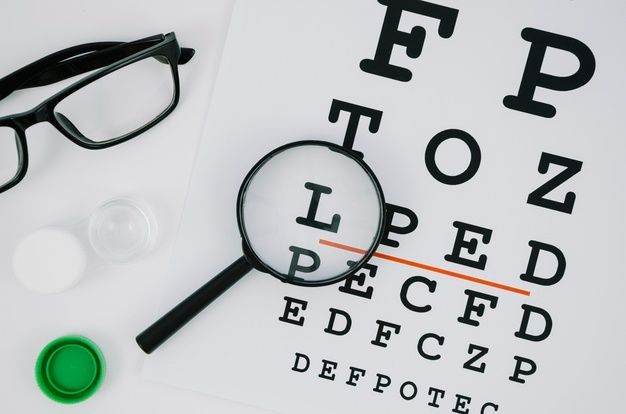 F P
T O Z
L P E D
P E C F D
E D F C Z P
D E F P O T E C